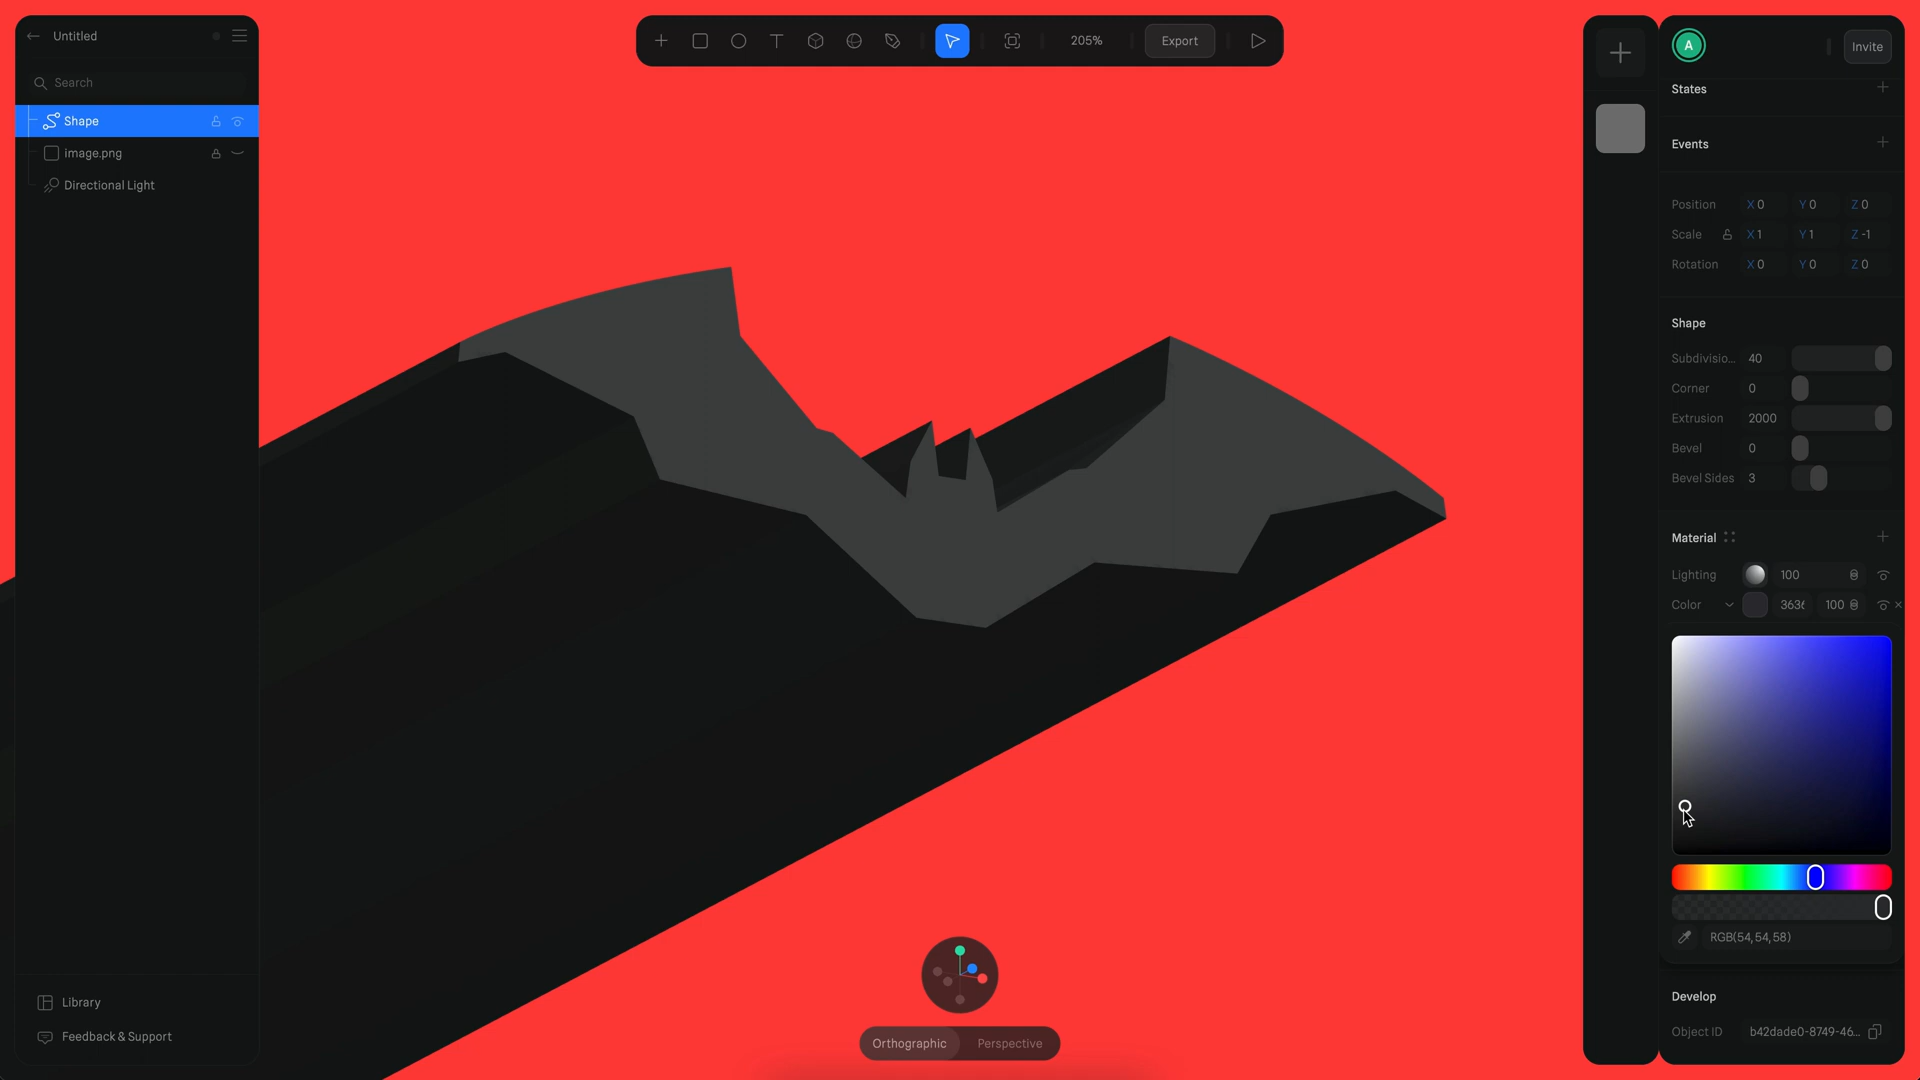 Untitled
Search
Shape
image.png
Directional Light
Library
Feedback & Support
T
205%
Export
Orthographic
Perspective
A
Invite
States
Events
Position X 0 Y 0 Z 0
Scale X 1 Y 1 Z -1
Rotation X 0 Y 0 Z 0
Shape
Subdivisio... 40
Corner 0
Extrusion 2000
Bevel 0
Bevel Sides 3
Material
Lighting 100
Color 3636 100
RGB(54,54,58)
Develop
Object ID b42dade0-8749-46...